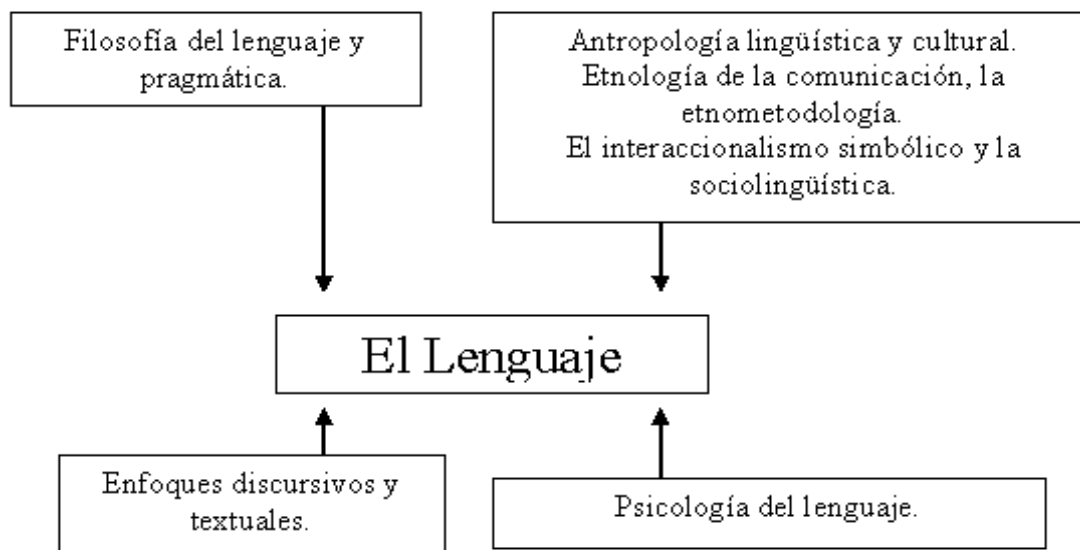 Filosofía del lenguaje y
pragmática.
Antropología lingüística y cultural.
Etnología de la comunicación, la
etnometodología.
El interaccionalismo simbólico y la
sociolingüística.
El Lenguaje
Enfoques discursivos y
textuales.
Psicología del lenguaje.